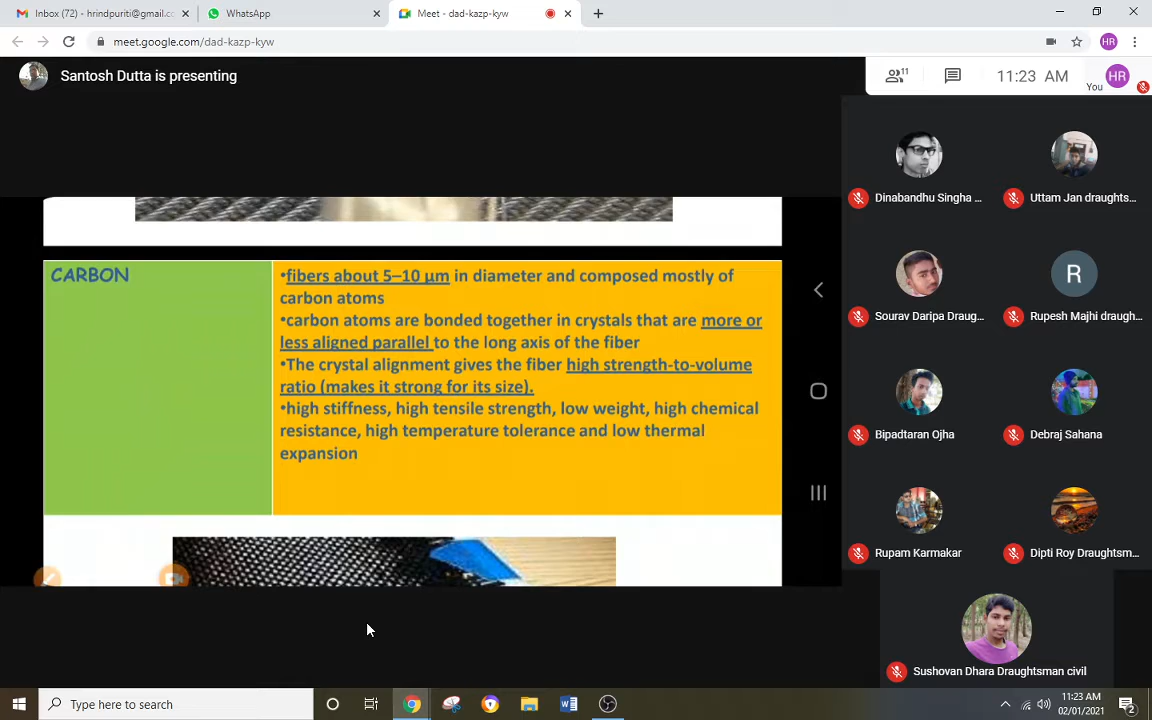 Inbox (72) - hrindpuriti@gmail.cc
WhatsApp
Meet - dad-kazp-kyw
meet.google.com/dad-kazp-kyw
HR
Santosh Dutta is presenting
11
11:23 AM
You
HR
CARBON
•fibers about 5–10 µm in diameter and composed mostly of
carbon atoms
•carbon atoms are bonded together in crystals that are more or
less aligned parallel to the long axis of the fiber
•The crystal alignment gives the fiber high strength-to-volume
ratio (makes it strong for its size).
•high stiffness, high tensile strength, low weight, high chemical
resistance, high temperature tolerance and low thermal
expansion
Dinabandhu Singha ...
Uttam Jan draughts...
R
Sourav Daripa Draug...
Rupesh Majhi draugh...
Bipadtaran Ojha
Debraj Sahana
Rupam Karmakar
Dipti Roy Draughtsm...
Sushovan Dhara Draughtsman civil
Type here to search
11:23 AM
02/01/2021
2